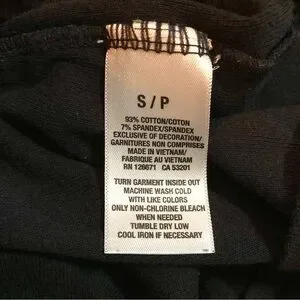 S / P
93% COTTON/COTON
7% SPANDEX/SPANDEX
EXCLUSIVE OF DECORATION/
GARNITURES NON COMPRISES
MADE IN VIETNAM/
FABRIQUE AU VIETNAM
RN 126671 CA 53201
TURN GARMENT INSIDE OUT
MACHINE WASH COLD
WITH LIKE COLORS
ONLY NON-CHLORINE BLEACH
WHEN NEEDED
TUMBLE DRY LOW
COOL IRON IF NECESSARY